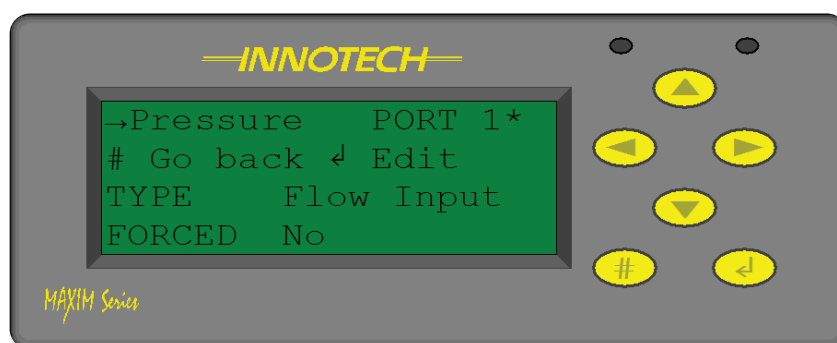 INNOTECH
→Pressure PORT 1*
# Go back ↲ Edit
TYPE Flow Input
FORCED No
#
↲
MAXIM Series